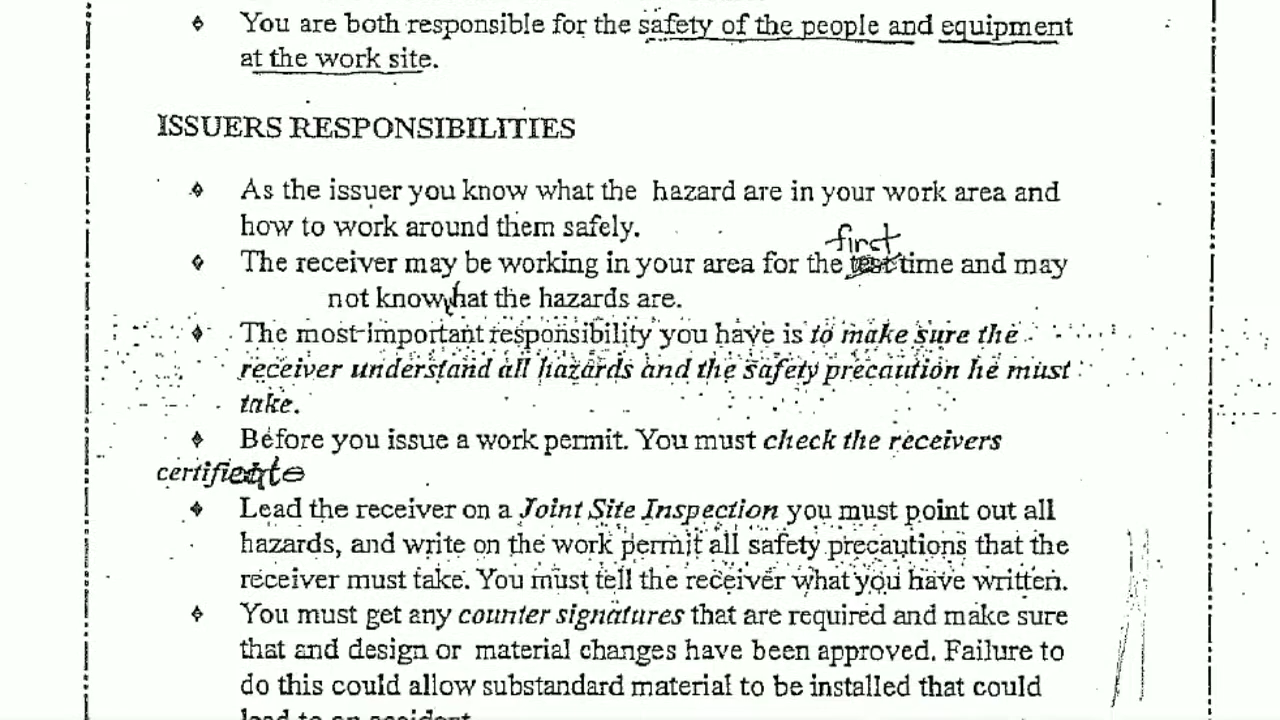 You are both responsible for the safety of the people and equipment
at the work site.
ISSUERS RESPONSIBILITIES
As the issuer you know what the hazard are in your work area and
how to work around them safely.
first
The receiver may be working in your area for the time and may
not know what the hazards are.
The most important responsibility you have is to make sure the
receiver understand all hazards and the safety precaution he must
take.
Before you issue a work permit. You must check the receivers
certificate
Lead the receiver on a Joint Site Inspection you must point out all
hazards, and write on the work permit all safety precautions that the
receiver must take. You must tell the receiver what you have written.
You must get any counter signatures that are required and make sure
that and design or material changes have been approved. Failure to
do this could allow substandard material to be installed that could
lead to an accident.